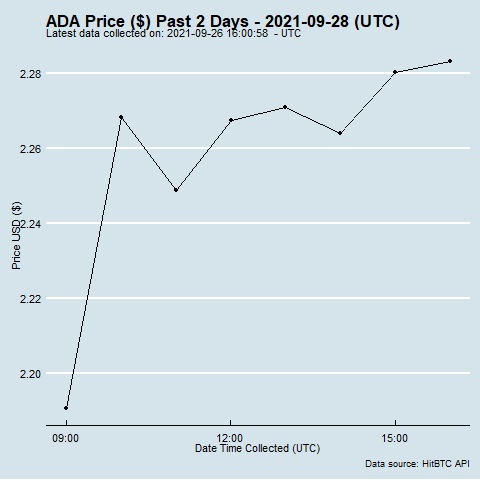 ADA Price ($) Past 2 Days - 2021-09-28 (UTC)
Latest data collected on: 2021-09-26 16:00:58 - UTC
2.28
2.26
2.24
2.22
2.20
Price USD ($)
09:00
12:00
15:00
Date Time Collected (UTC)
Data source: HitBTC API